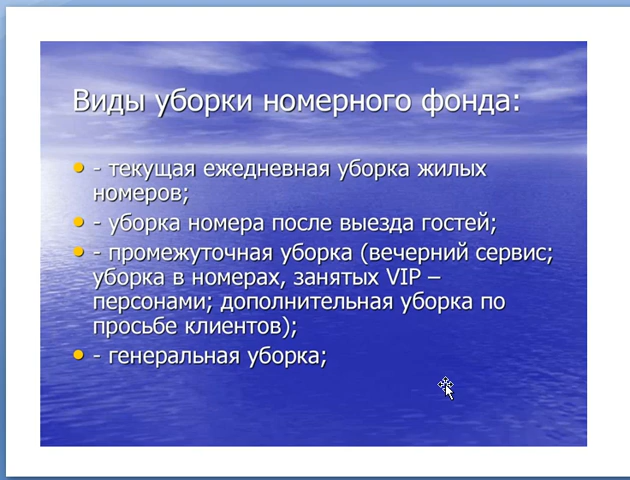 Виды уборки номерного фонда:
- текущая ежедневная уборка жилых
номеров;
- уборка номера после выезда гостей;
- промежуточная уборка (вечерний сервис;
уборка в номерах, занятых VIP –
персонами; дополнительная уборка по
просьбе клиентов);
- генеральная уборка;